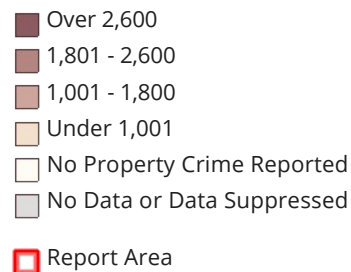 Over 2,600
1,801 - 2,600
1,001 - 1,800
Under 1,001
No Property Crime Reported
No Data or Data Suppressed
Report Area